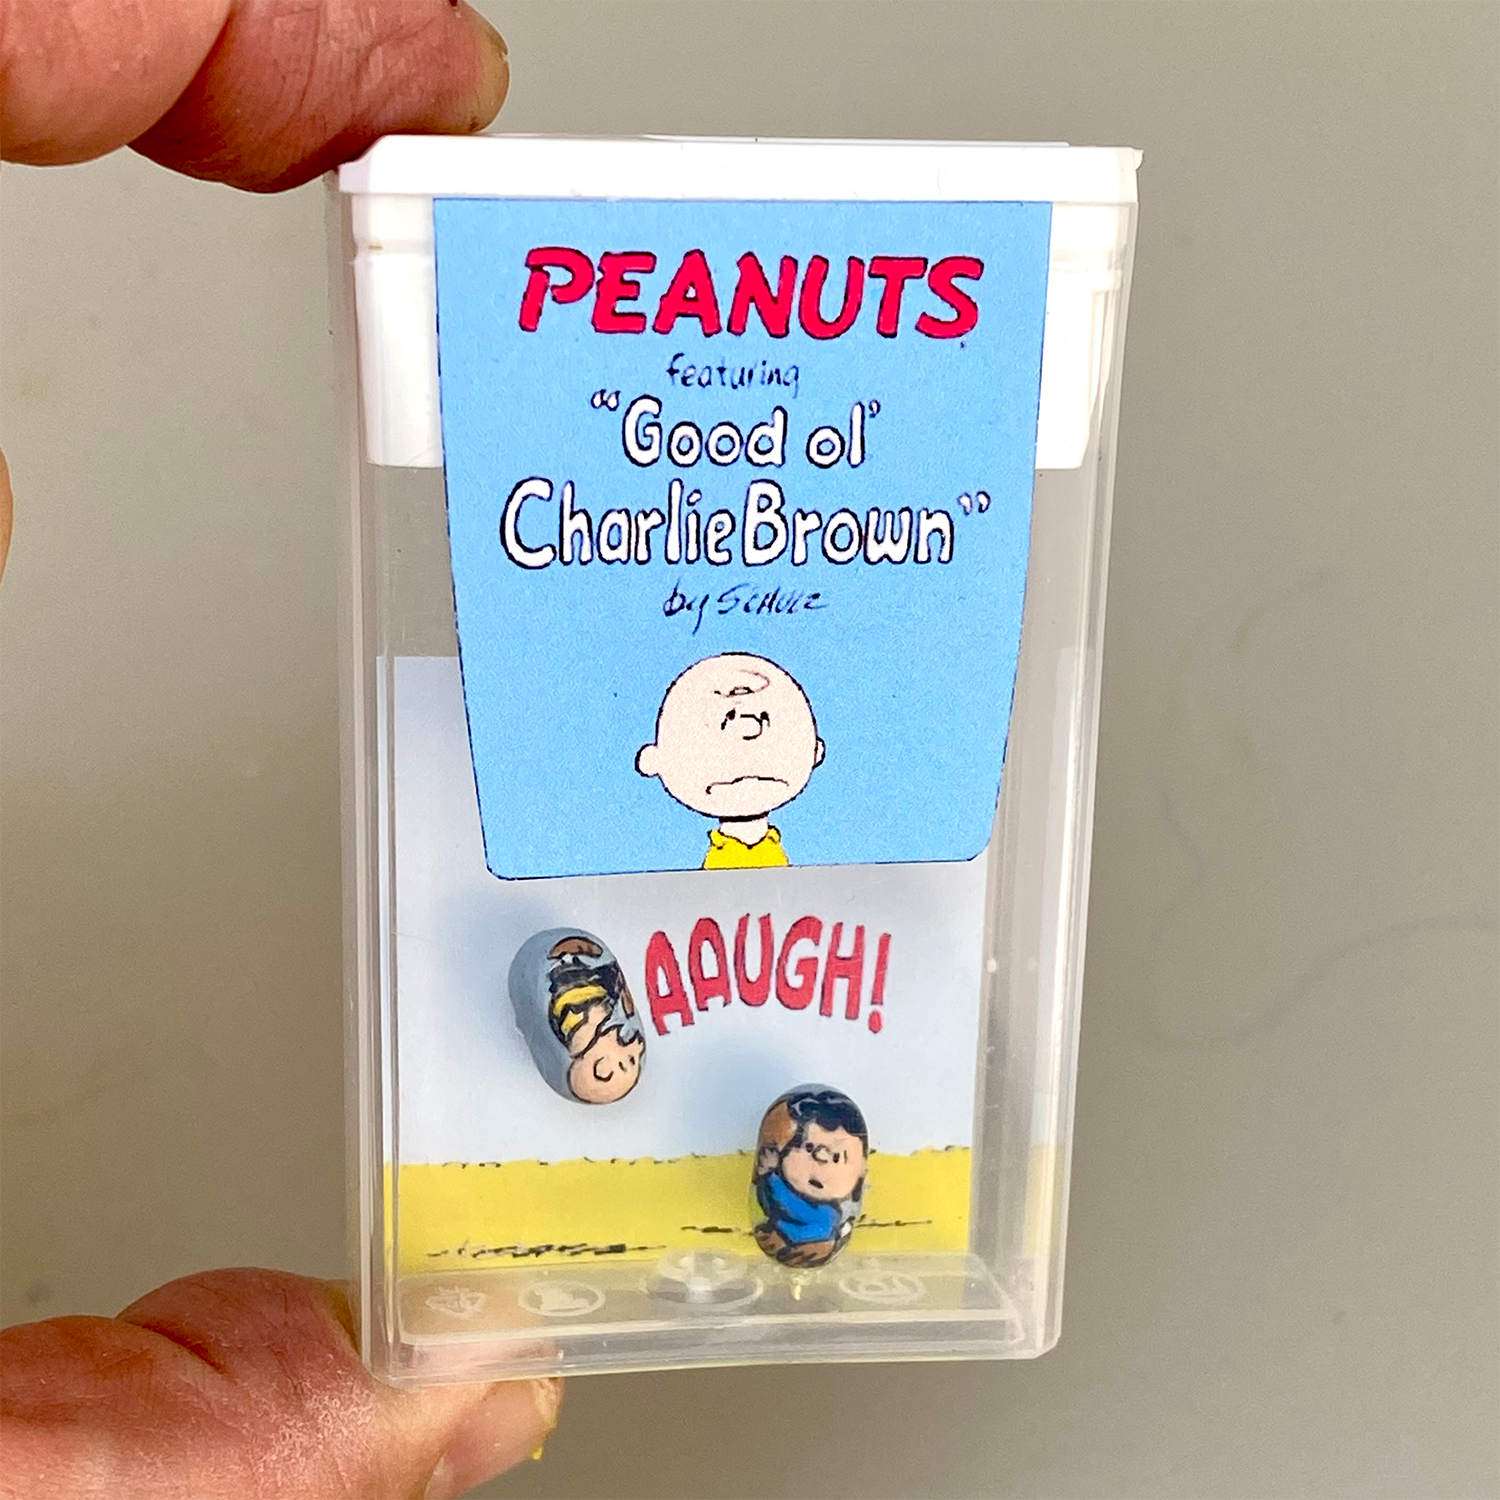 PEANUTS
featuring
“Good ol’
Charlie Brown”
by SCHULZ
AAUGH!